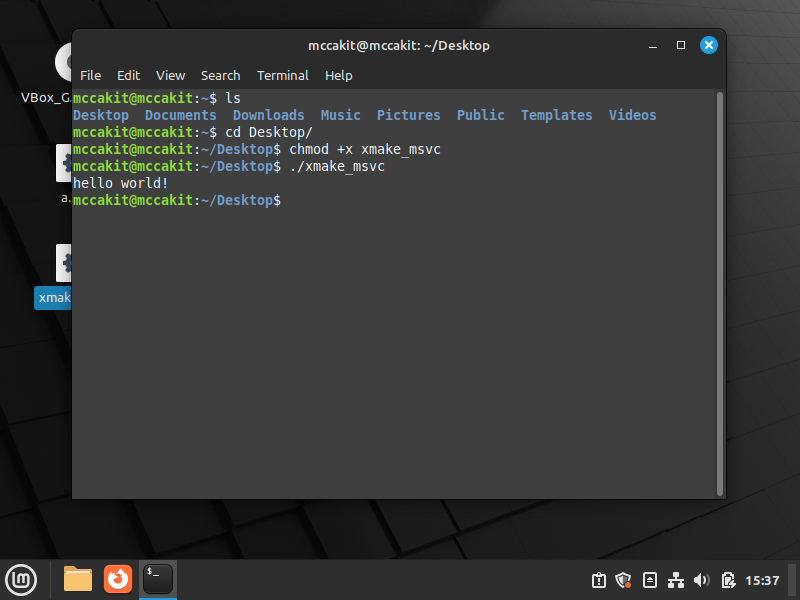 mccakit@mccakit: ~/Desktop
File Edit View Search Terminal Help
mccakit@mccakit:~$ ls
Desktop Documents Downloads Music Pictures Public Templates Videos
mccakit@mccakit:~$ cd Desktop/
mccakit@mccakit:~/Desktop$ chmod +x xmake_msvc
mccakit@mccakit:~/Desktop$ ./xmake_msvc
hello world!
mccakit@mccakit:~/Desktop$
VBox_G
a.
xmak
$_
15:37